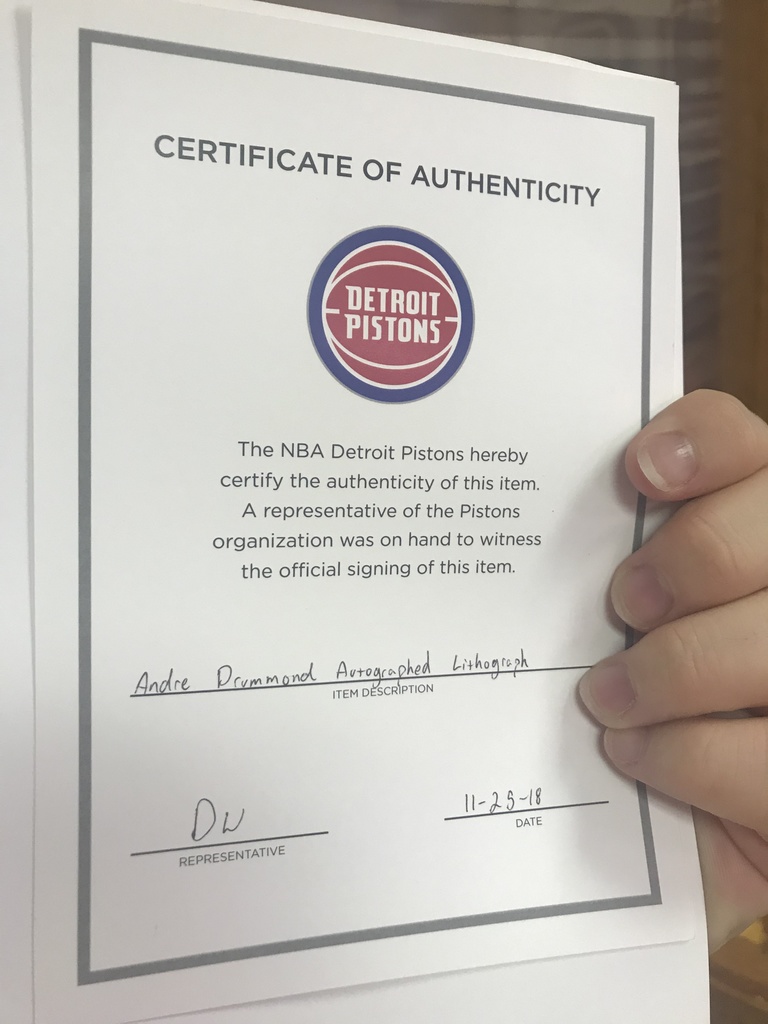 CERTIFICATE OF AUTHENTICITY
DETROIT
PISTONS
The NBA Detroit Pistons hereby
certify the authenticity of this item.
A representative of the Pistons
organization was on hand to witness
the official signing of this item.
Andre Drummond Autographed Lithograph
ITEM DESCRIPTION
DW
REPRESENTATIVE
11-25-18
DATE